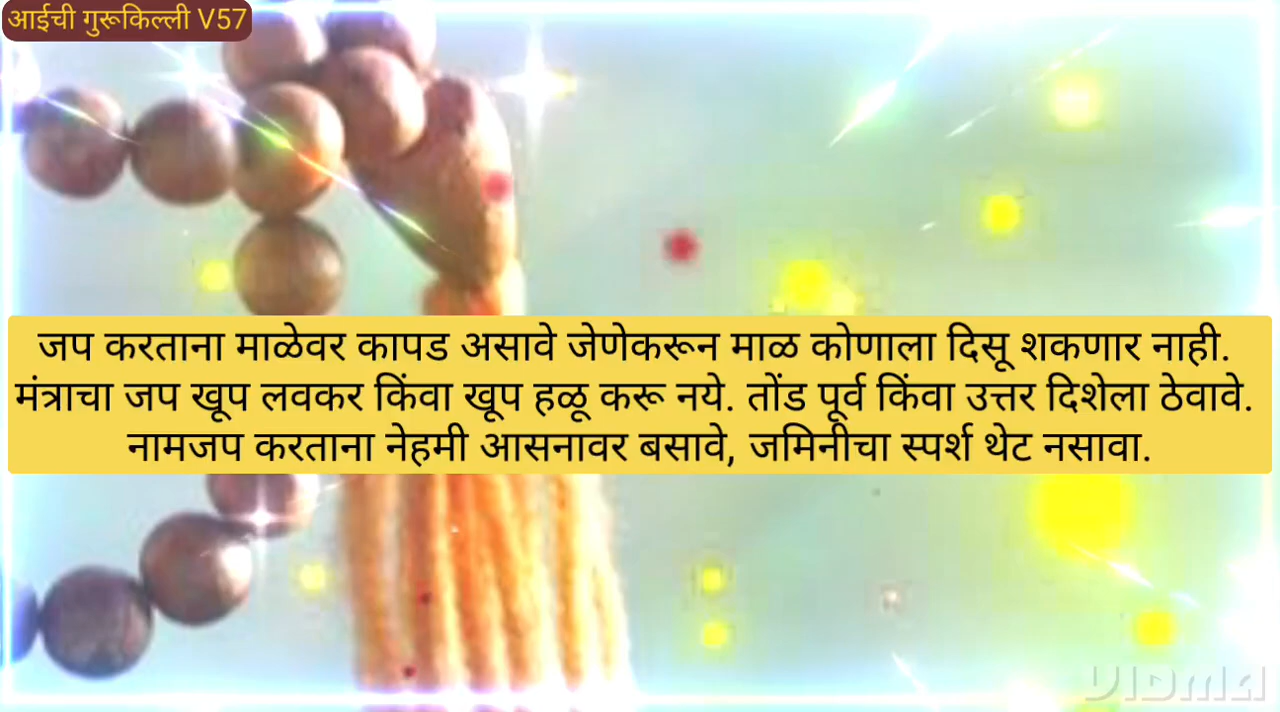 आईची गुरूकिल्ली V57
जप करताना माळेवर कापड असावे जेणेकरून माळ कोणाला दिसू शकणार नाही.
मंत्राचा जप खूप लवकर किंवा खूप हळू करू नये. तोंड पूर्व किंवा उत्तर दिशेला ठेवावे.
नामजप करताना नेहमी आसनावर बसावे, जमिनीचा स्पर्श थेट नसावा.
VIDMA